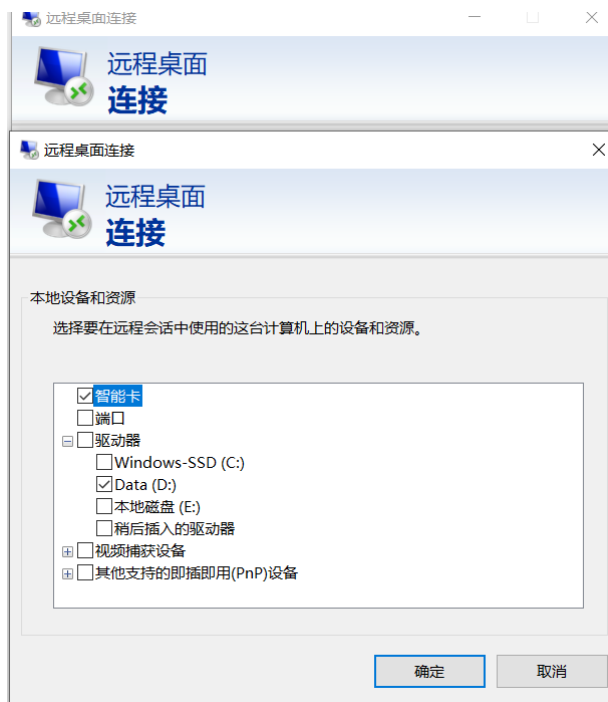 远程桌面连接
远程桌面
连接
远程桌面连接
远程桌面
连接
本地设备和资源
选择要在远程会话中使用的这台计算机上的设备和资源。
智能卡
端口
驱动器
Windows-SSD (C:)
Data (D:)
本地磁盘 (E:)
稍后插入的驱动器
视频捕获设备
其他支持的即插即用(PnP)设备
确定
取消